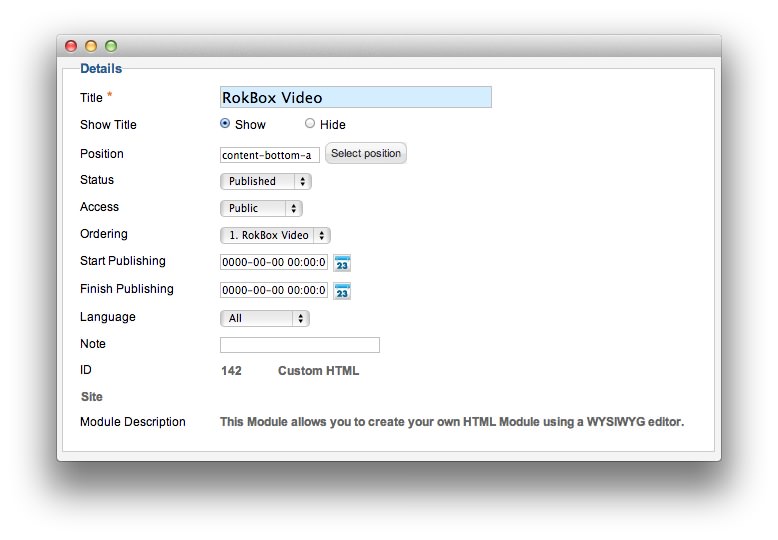 Details
Title * RokBox Video
Show Title Show Hide
Position content-bottom-a Select position
Status Published
Access Public
Ordering 1. RokBox Video
Start Publishing 0000-00-00 00:00:0 23
Finish Publishing 0000-00-00 00:00:0 23
Language All
Note
ID 142 Custom HTML
Site
Module Description This Module allows you to create your own HTML Module using a WYSIWYG editor.